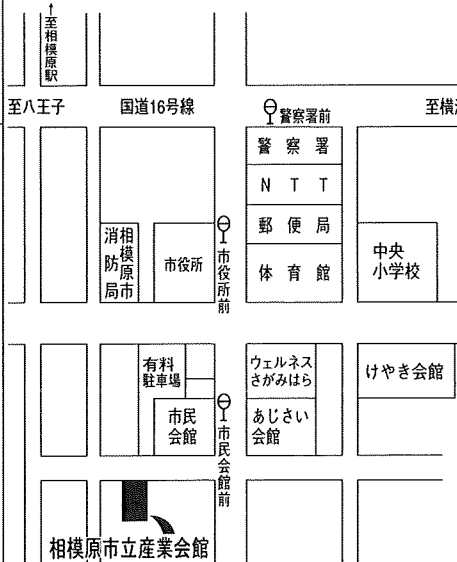 ↑至相模原駅
至八王子
国道16号線
警察署前
至横浜
警察署
NTT
郵便局
体育館
相模原市
消防局
市役所
市役所前
中央
小学校
有料
駐車場
市民
会館
市民会館前
ウェルネス
さがみはら
あじさい
会館
けやき会館
相模原市立産業会館